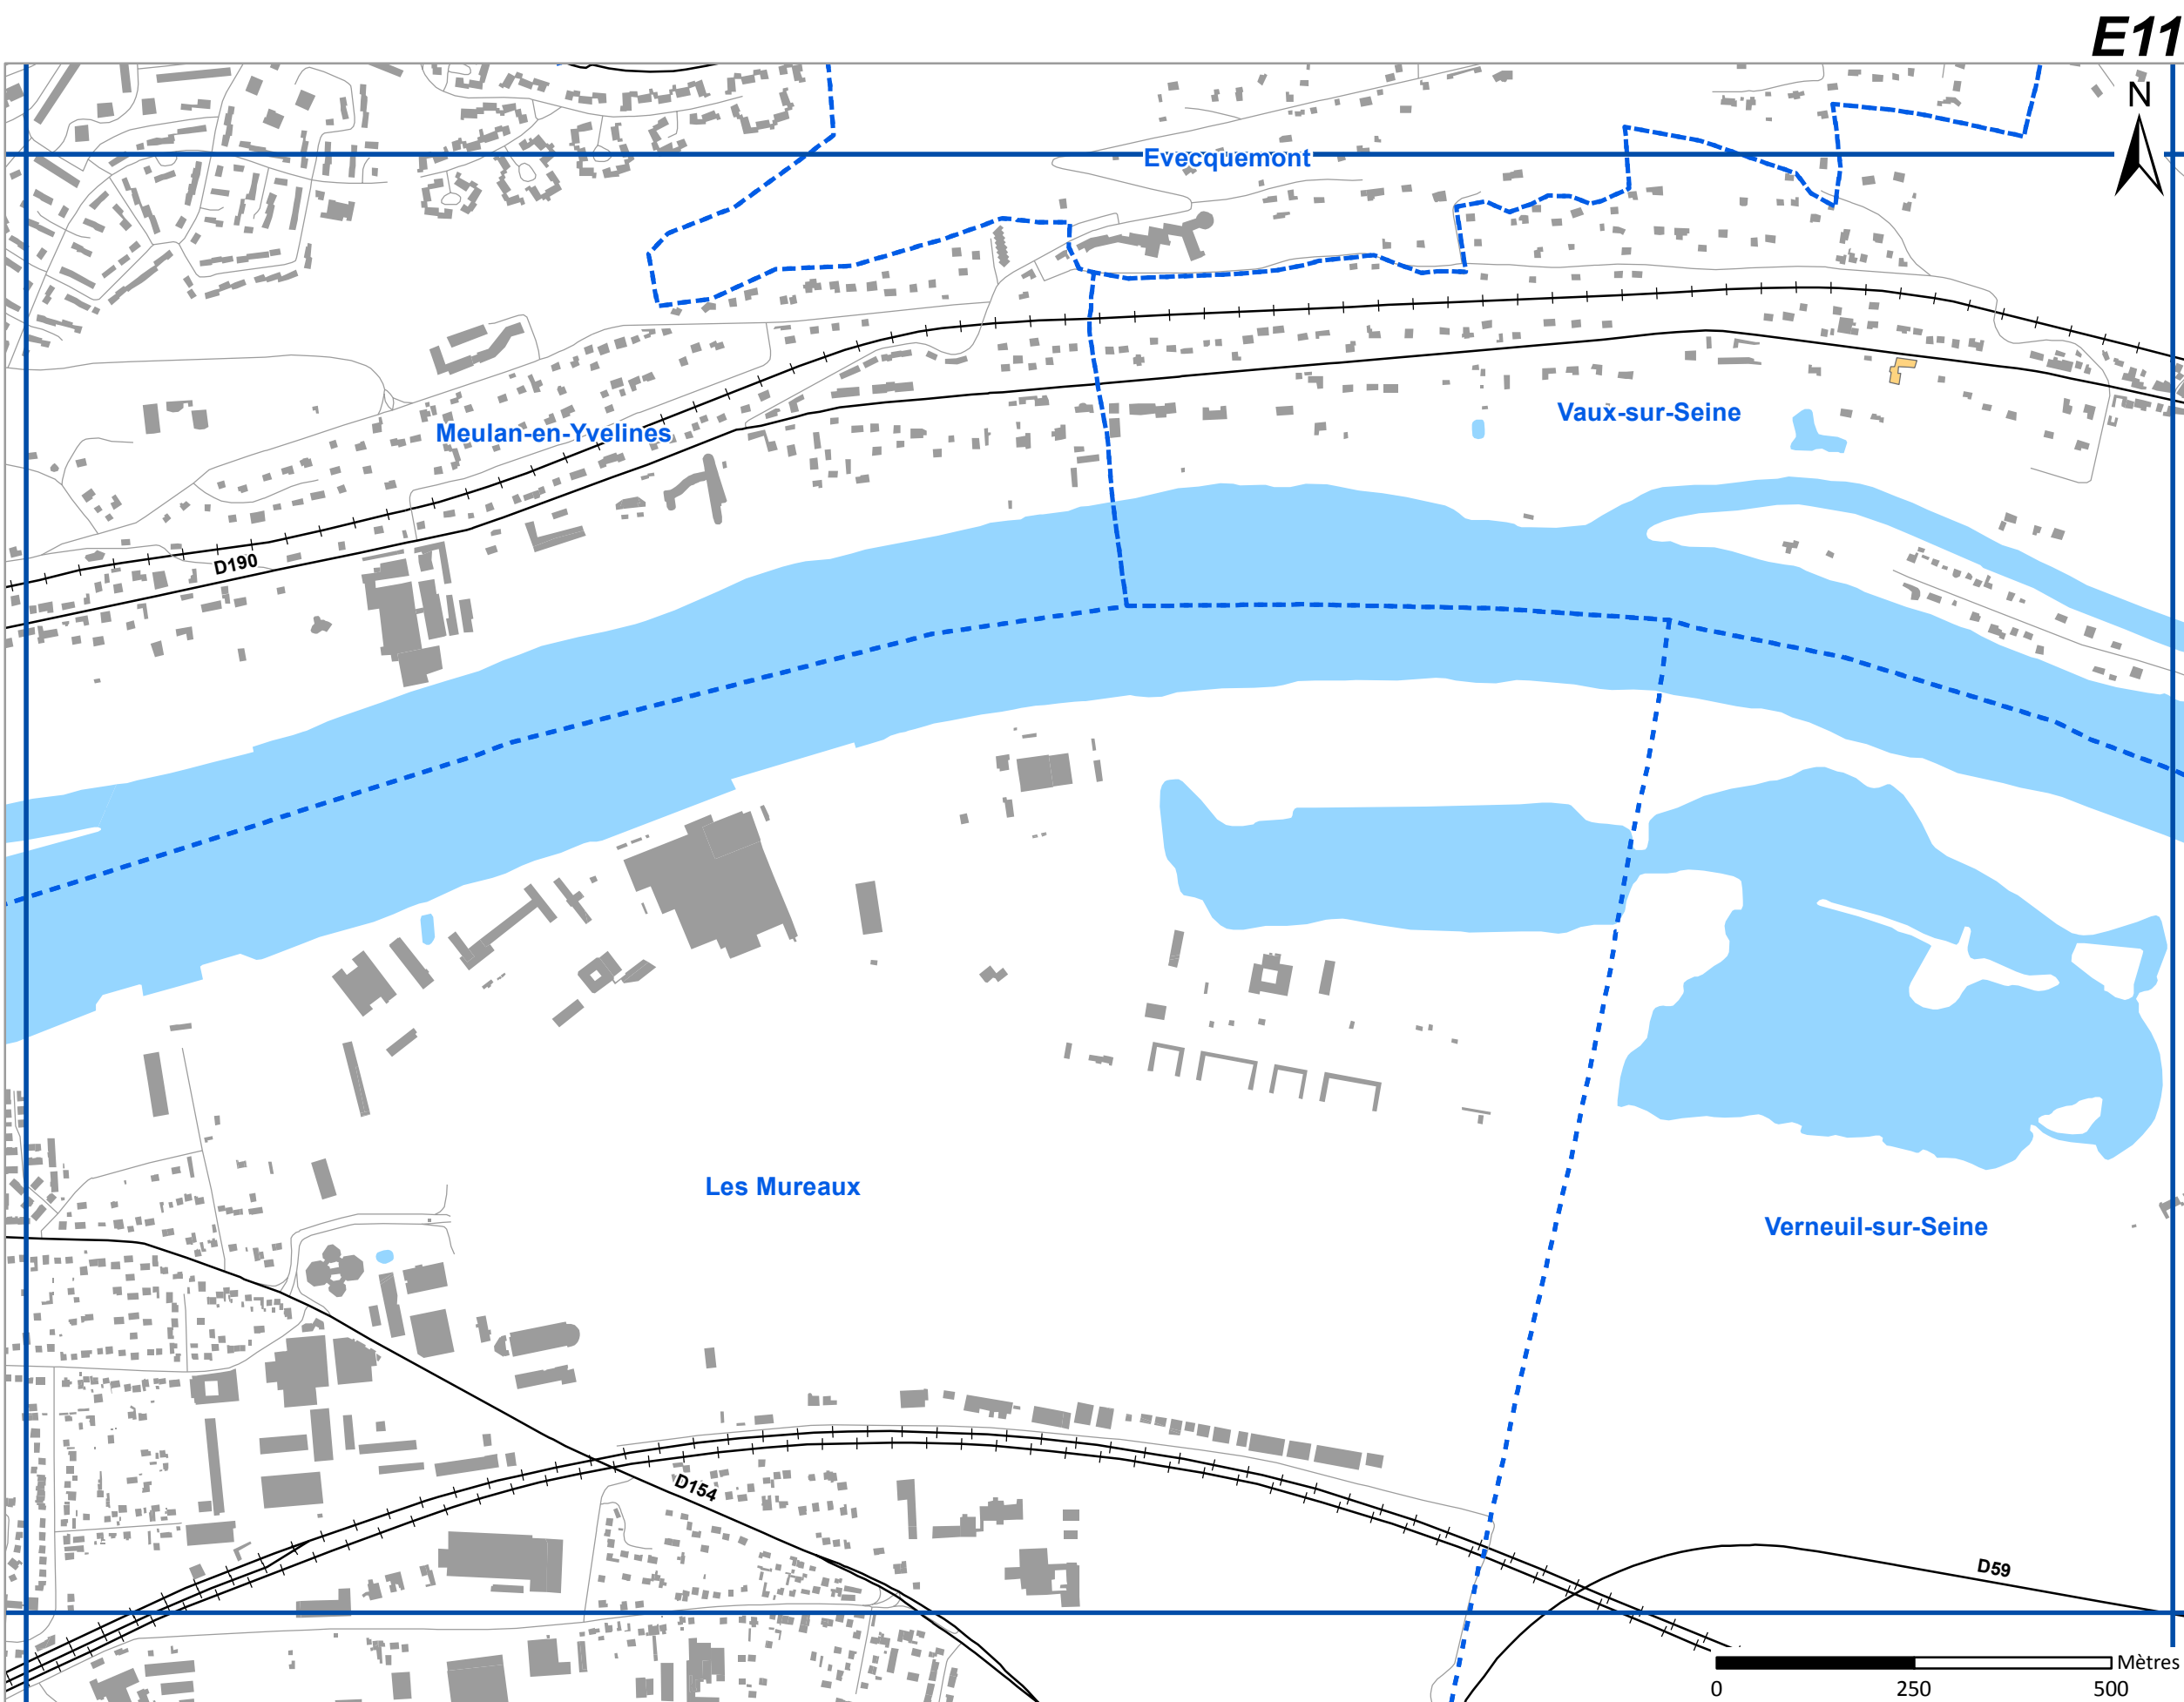 E11
N
Evecquemont
Vaux-sur-Seine
Meulan-en-Yvelines
D190
Les Mureaux
Verneuil-sur-Seine
D154
D59
Mètres
0 250 500